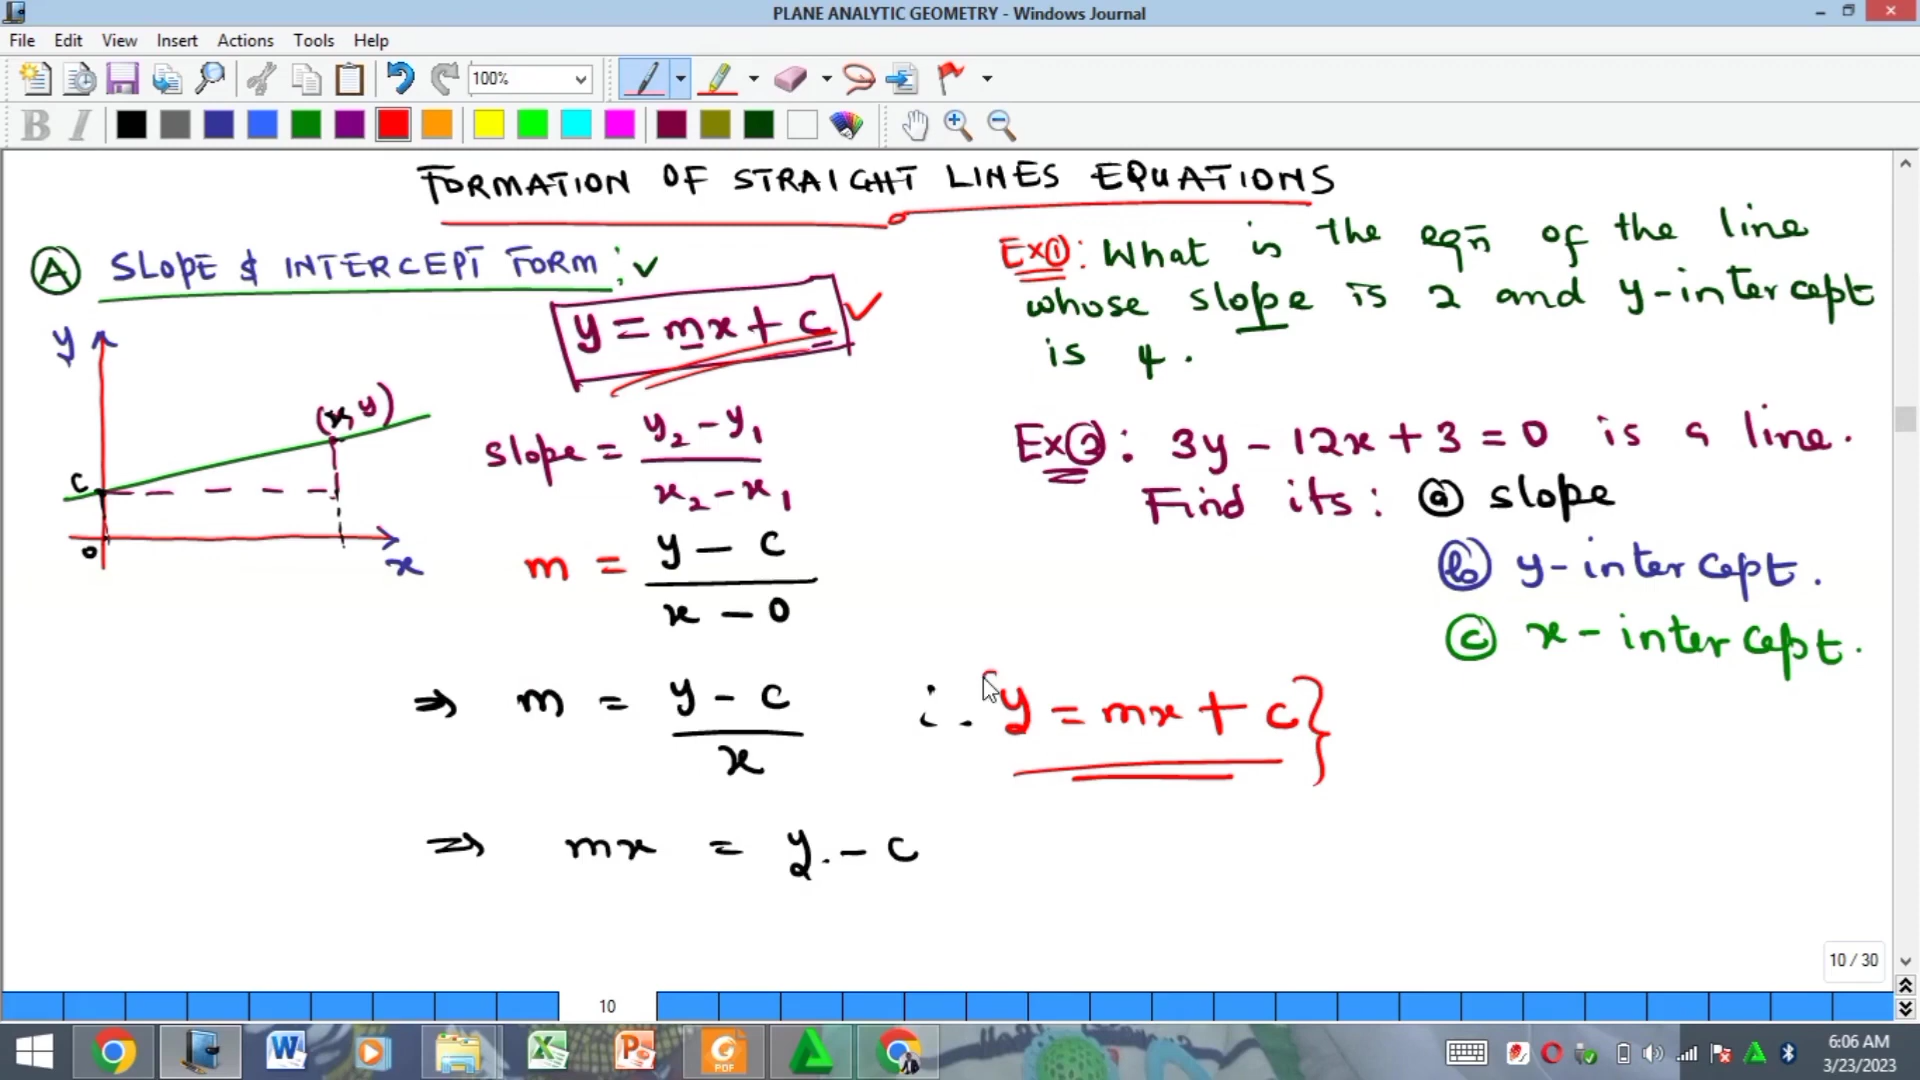 PLANE ANALYTIC GEOMETRY - Windows Journal
File Edit View Insert Actions Tools Help
100%
B I
FORMATION OF STRAIGHT LINES EQUATIONS
Ⓐ SLOPE & INTERCEPT FORM : ✓
y = mx + c ✓
y
(x, y)
c
0
x
slope = y₂ - y₁ / x₂ - x₁
m = y - c / x - 0
⇒ m = y - c / x
⇒ mx = y - c
∴ y = mx + c }
Ex①: What is the eqn of the line
whose slope is 2 and y-intercept
is 4.
Ex②: 3y - 12x + 3 = 0 is a line.
Find its: ⓐ slope
ⓑ y-intercept.
ⓒ x-intercept.
10 / 30
10
PDF
6:06 AM
3/23/2023